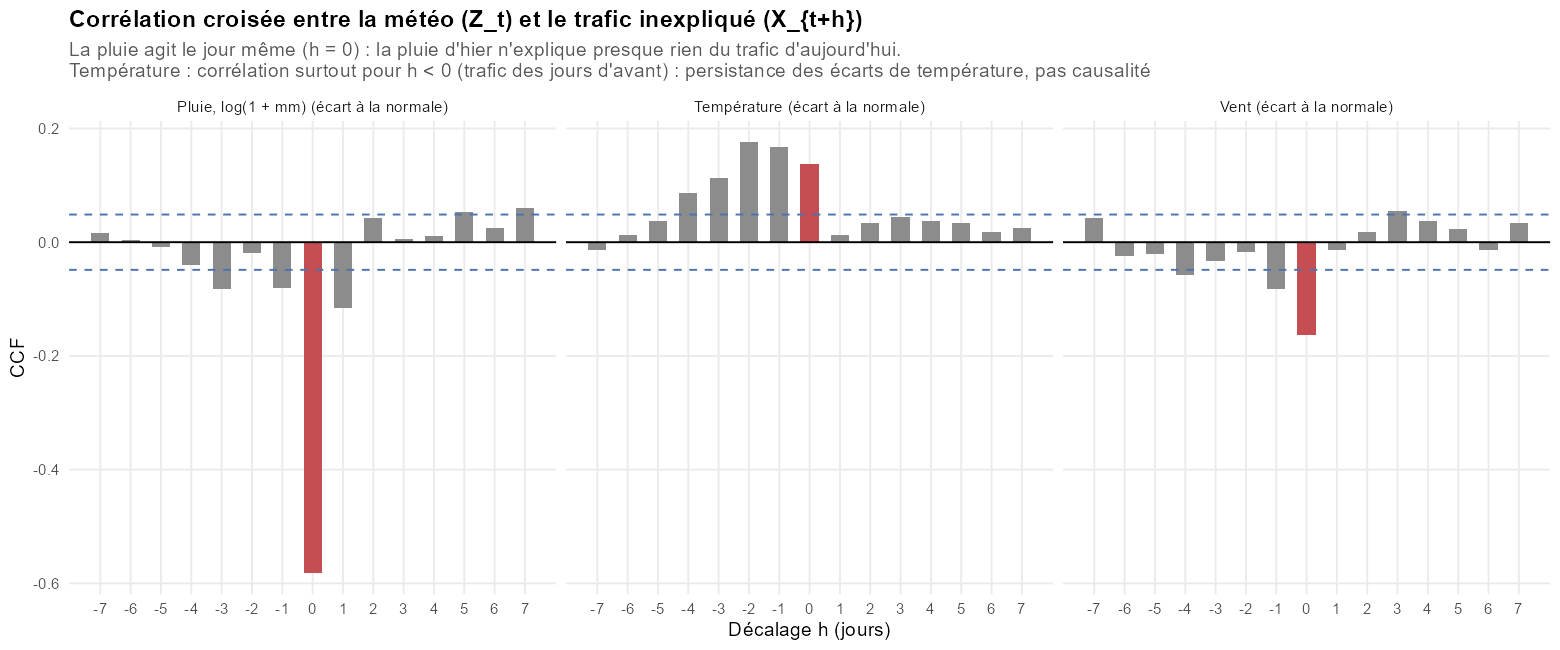 Corrélation croisée entre la météo (Z_t) et le trafic inexpliqué (X_{t+h})
La pluie agit le jour même (h = 0) : la pluie d'hier n'explique presque rien du trafic d'aujourd'hui.
Température : corrélation surtout pour h < 0 (trafic des jours d'avant) : persistance des écarts de température, pas causalité
Pluie, log(1 + mm) (écart à la normale)
Température (écart à la normale)
Vent (écart à la normale)
CCF
0.2
0.0
-0.2
-0.4
-0.6
-7 -6 -5 -4 -3 -2 -1 0 1 2 3 4 5 6 7
-7 -6 -5 -4 -3 -2 -1 0 1 2 3 4 5 6 7
-7 -6 -5 -4 -3 -2 -1 0 1 2 3 4 5 6 7
Décalage h (jours)